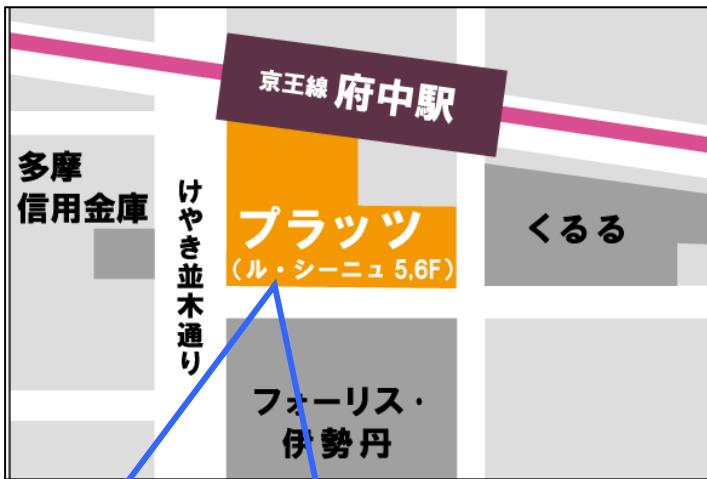 京王線 府中駅
多摩
信用金庫
けやき並木通り
プラッツ
(ル・シーニュ 5,6F)
くるる
フォーリス・
伊勢丹